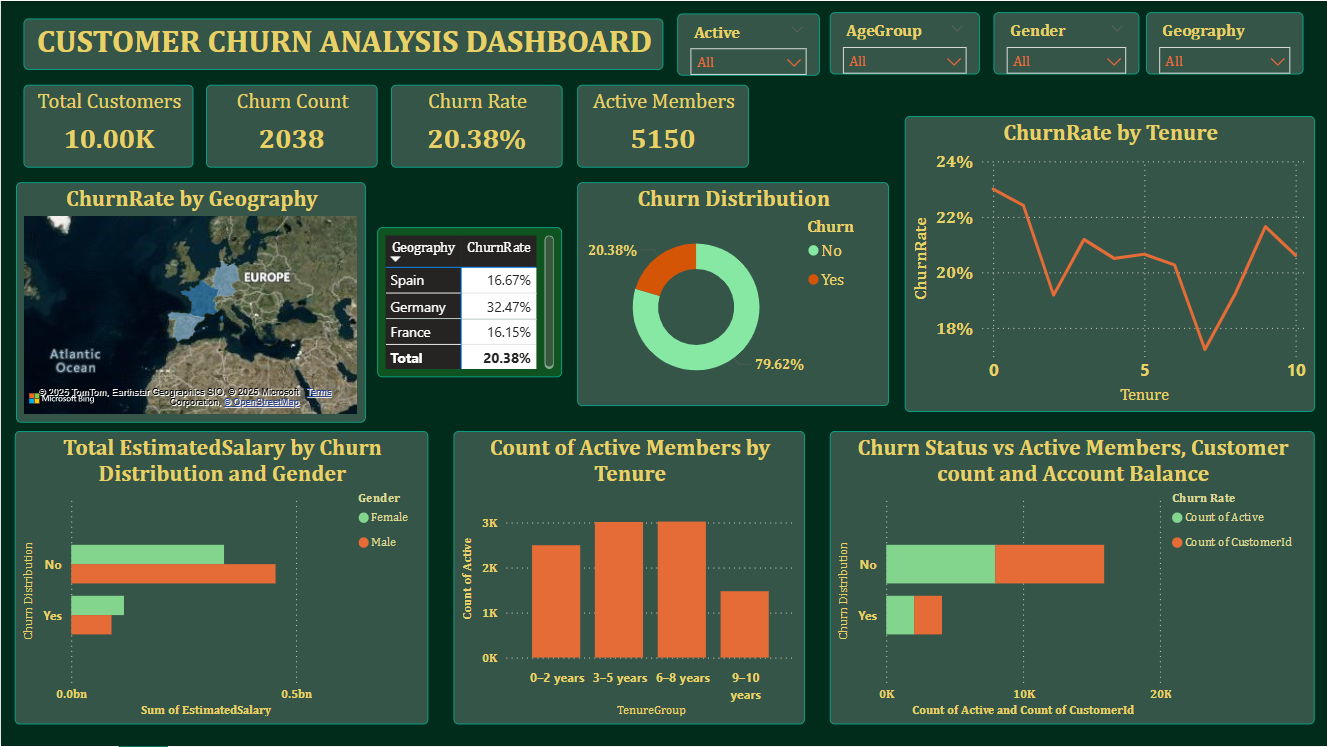 CUSTOMER CHURN ANALYSIS DASHBOARD
Active
All
AgeGroup
All
Gender
All
Geography
All
Total Customers
10.00K
Churn Count
2038
Churn Rate
20.38%
Active Members
5150
ChurnRate by Geography
EUROPE
Atlantic
Ocean
© 2025 TomTom, Earthstar Geographics SIO, © 2025 Microsoft Terms
Microsoft Bing
Corporation, © OpenStreetMap
Geography ChurnRate
Spain 16.67%
Germany 32.47%
France 16.15%
Total 20.38%
Churn Distribution
Churn
No
Yes
20.38%
79.62%
ChurnRate by Tenure
24%
22%
20%
18%
ChurnRate
0 5 10
Tenure
Total EstimatedSalary by Churn
Distribution and Gender
Gender
Female
Male
Churn Distribution
No
Yes
0.0bn 0.5bn
Sum of EstimatedSalary
Count of Active Members by
Tenure
Count of Active
3K
2K
1K
0K
0–2 years 3–5 years 6–8 years 9–10
years
TenureGroup
Churn Status vs Active Members, Customer
count and Account Balance
Churn Rate
Count of Active
Count of CustomerId
Churn Distribution
No
Yes
0K 10K 20K
Count of Active and Count of CustomerId